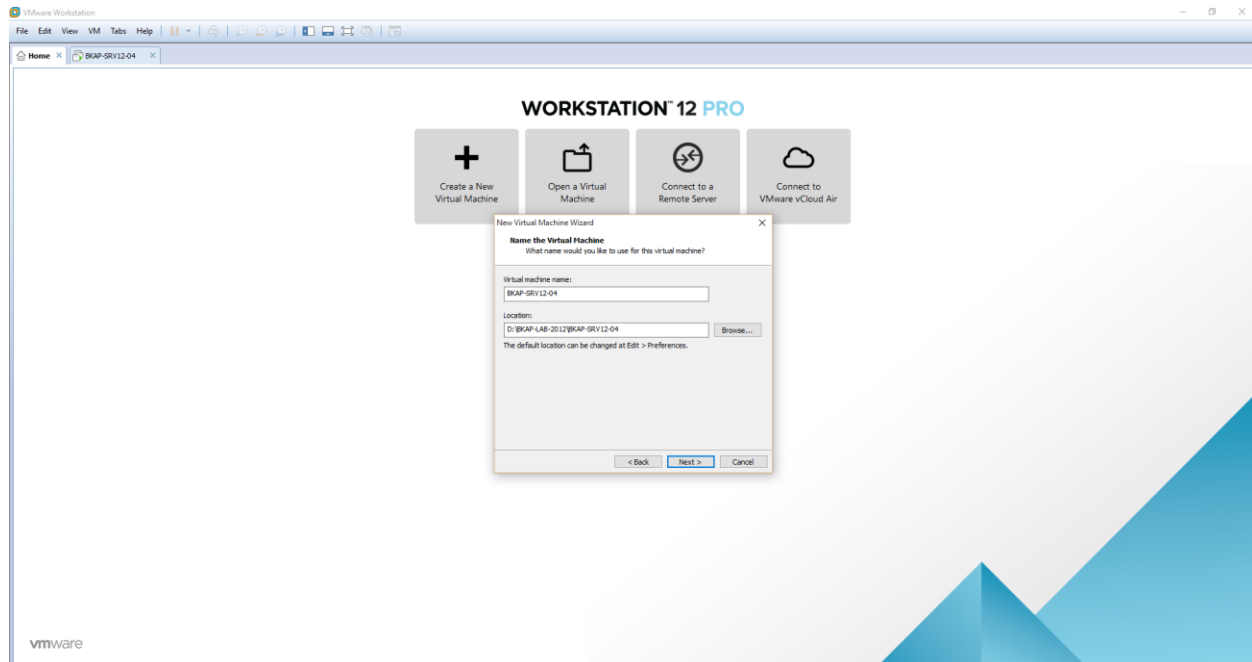 VMware Workstation
File Edit View VM Tabs Help
Home
BKAP-SRV12-04
WORKSTATION™ 12 PRO
Create a New
Virtual Machine
Open a Virtual
Machine
Connect to a
Remote Server
Connect to
VMware vCloud Air
New Virtual Machine Wizard
Name the Virtual Machine
What name would you like to use for this virtual machine?
Virtual machine name:
BKAP-SRV12-04
Location:
D:\BKAP-LAB-2012\BKAP-SRV12-04
Browse...
The default location can be changed at Edit > Preferences.
< Back
Next >
Cancel
vmware